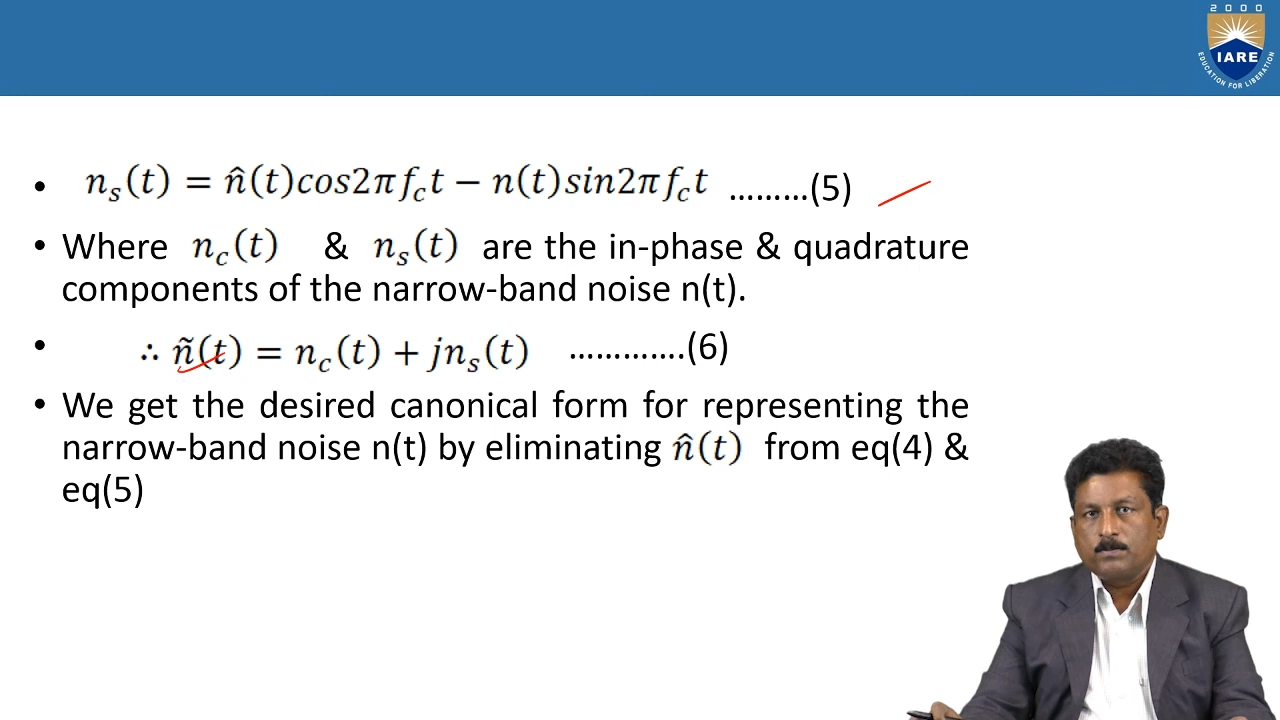 2000
IARE
EDUCATION FOR LIBERATION
• n_s(t) = n̂(t)cos2πf_ct − n(t)sin2πf_ct ………(5)
• Where n_c(t) & n_s(t) are the in-phase & quadrature
components of the narrow-band noise n(t).
• ∴ ñ(t) = n_c(t) + jn_s(t) ………….(6)
• We get the desired canonical form for representing the
narrow-band noise n(t) by eliminating n̂(t) from eq(4) &
eq(5)